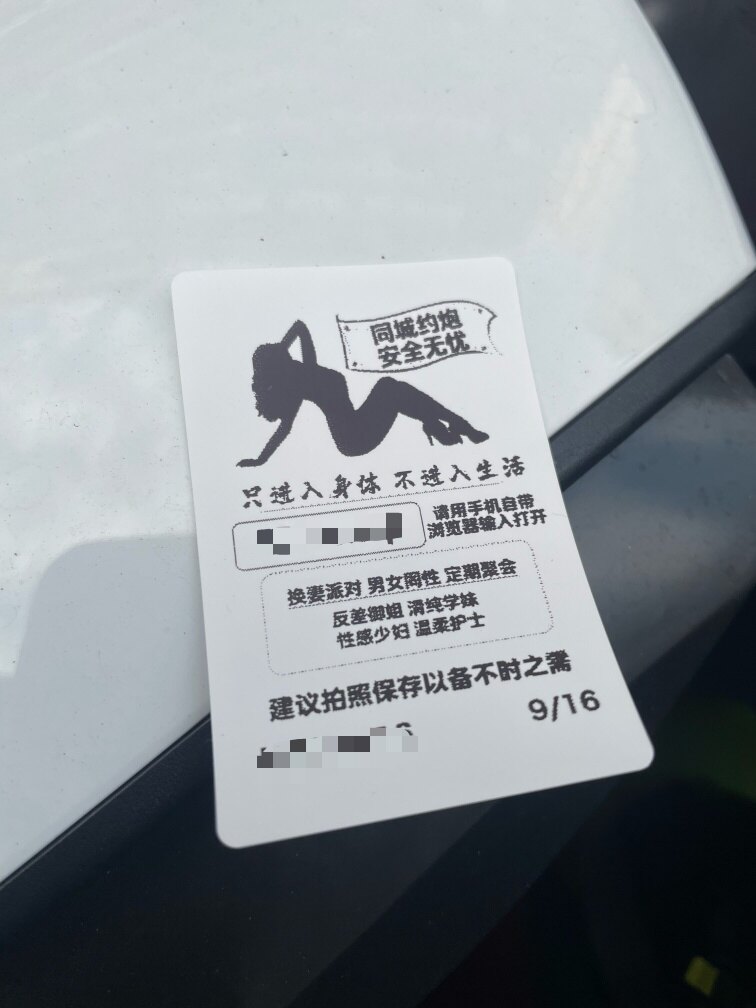 同城约炮
安全无忧
只进入身体 不进入生活
请用手机自带
浏览器输入打开
换妻派对 男女两性 定期聚会
反差御姐 清纯学妹
性感少妇 温柔护士
建议拍照保存以备不时之需
9/16